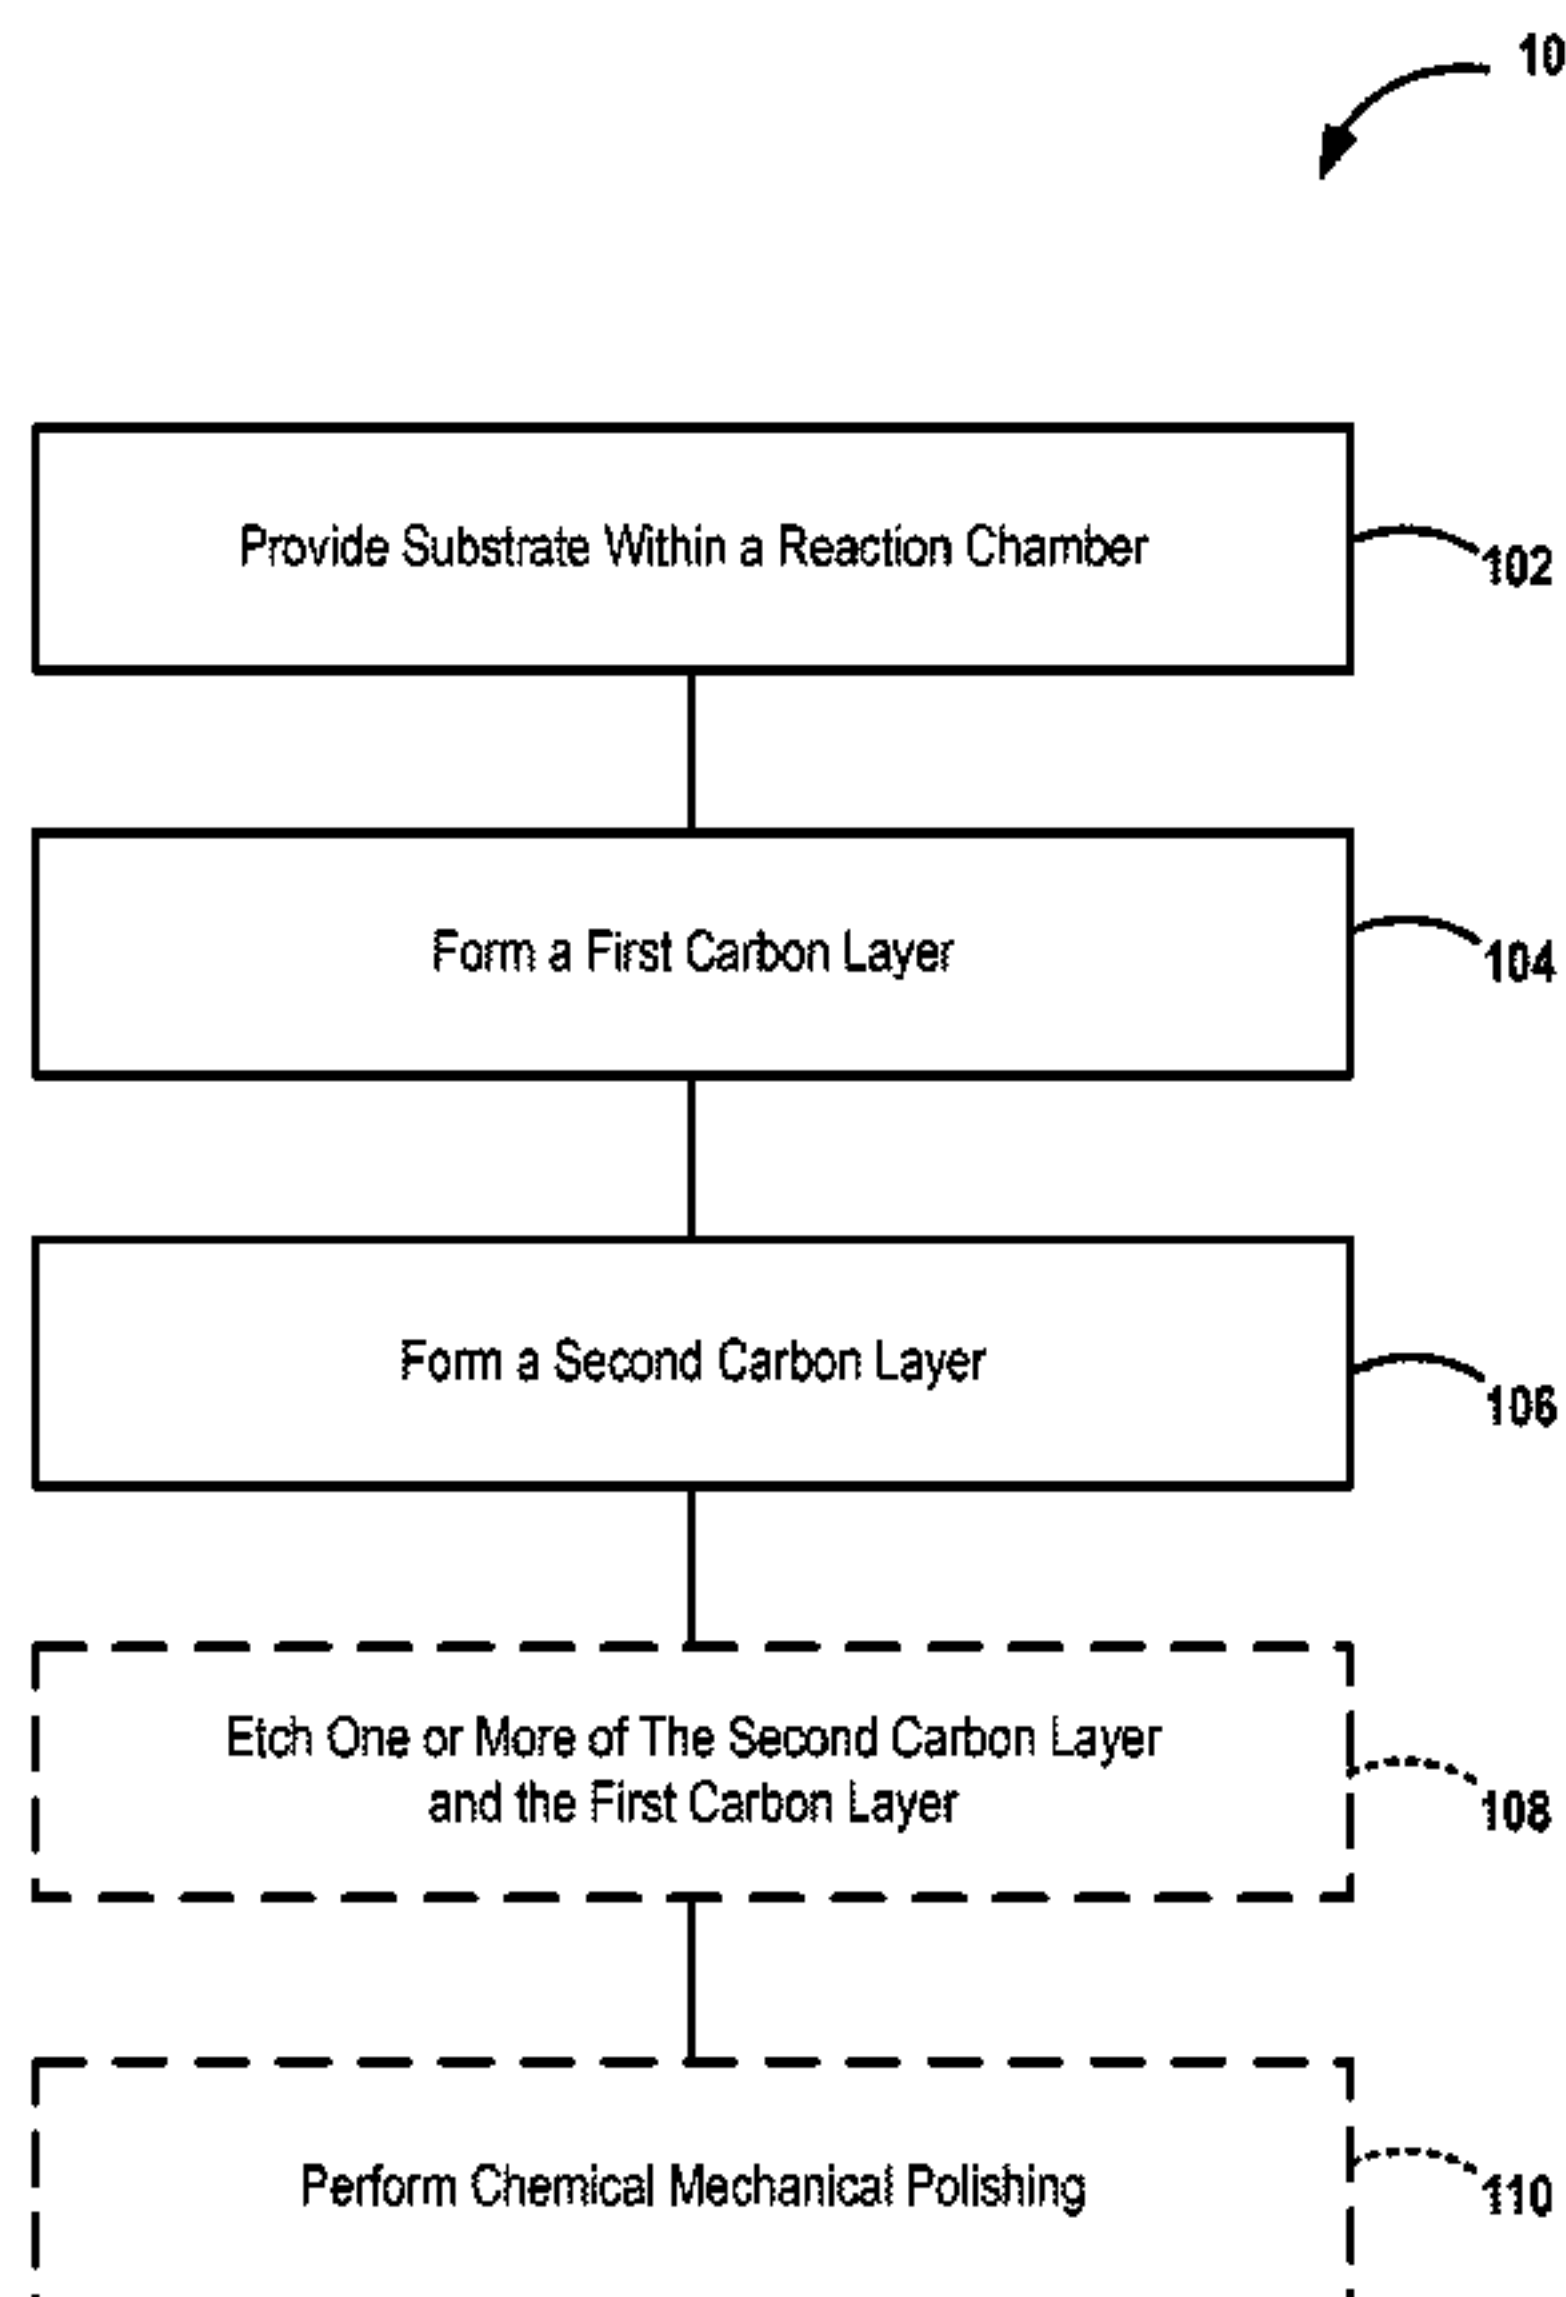 10
Provide Substrate Within a Reaction Chamber
102
Form a First Carbon Layer
104
Form a Second Carbon Layer
106
Etch One or More of The Second Carbon Layer
and the First Carbon Layer
108
Perform Chemical Mechanical Polishing
110